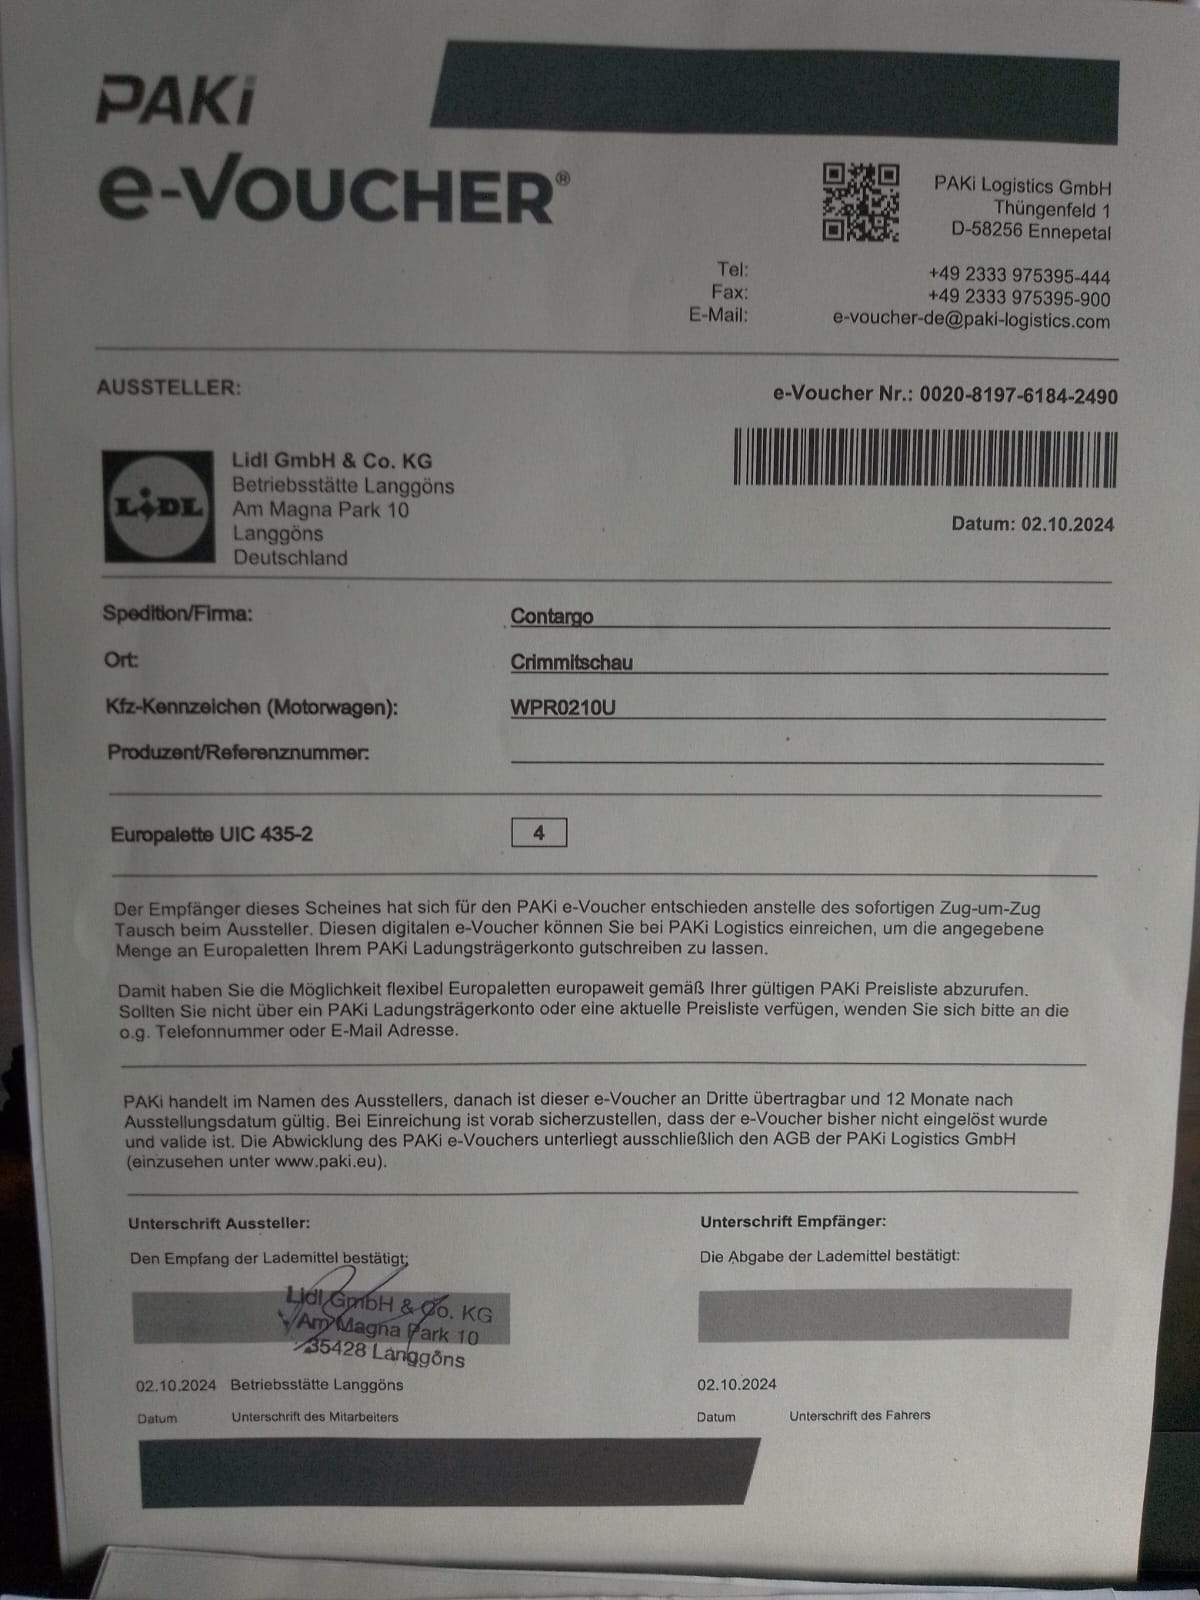 PAKi
e-VOUCHER®
PAKi Logistics GmbH
Thüngenfeld 1
D-58256 Ennepetal
Tel: +49 2333 975395-444
Fax: +49 2333 975395-900
E-Mail: e-voucher-de@paki-logistics.com
AUSSTELLER:
e-Voucher Nr.: 0020-8197-6184-2490
LiDL
Lidl GmbH & Co. KG
Betriebsstätte Langgöns
Am Magna Park 10
Langgöns
Deutschland
Datum: 02.10.2024
Spedition/Firma: Contargo
Ort: Crimmitschau
Kfz-Kennzeichen (Motorwagen): WPR0210U
Produzent/Referenznummer:
Europalette UIC 435-2 4
Der Empfänger dieses Scheines hat sich für den PAKi e-Voucher entschieden anstelle des sofortigen Zug-um-Zug
Tausch beim Aussteller. Diesen digitalen e-Voucher können Sie bei PAKi Logistics einreichen, um die angegebene
Menge an Europaletten Ihrem PAKi Ladungsträgerkonto gutschreiben zu lassen.
Damit haben Sie die Möglichkeit flexibel Europaletten europaweit gemäß Ihrer gültigen PAKi Preisliste abzurufen.
Sollten Sie nicht über ein PAKi Ladungsträgerkonto oder eine aktuelle Preisliste verfügen, wenden Sie sich bitte an die
o.g. Telefonnummer oder E-Mail Adresse.
PAKi handelt im Namen des Ausstellers, danach ist dieser e-Voucher an Dritte übertragbar und 12 Monate nach
Ausstellungsdatum gültig. Bei Einreichung ist vorab sicherzustellen, dass der e-Voucher bisher nicht eingelöst wurde
und valide ist. Die Abwicklung des PAKi e-Vouchers unterliegt ausschließlich den AGB der PAKi Logistics GmbH
(einzusehen unter www.paki.eu).
Unterschrift Aussteller:
Den Empfang der Lademittel bestätigt:
Lidl GmbH & Co. KG
Am Magna Park 10
35428 Langgöns
02.10.2024 Betriebsstätte Langgöns
Datum Unterschrift des Mitarbeiters
Unterschrift Empfänger:
Die Abgabe der Lademittel bestätigt:
02.10.2024
Datum Unterschrift des Fahrers